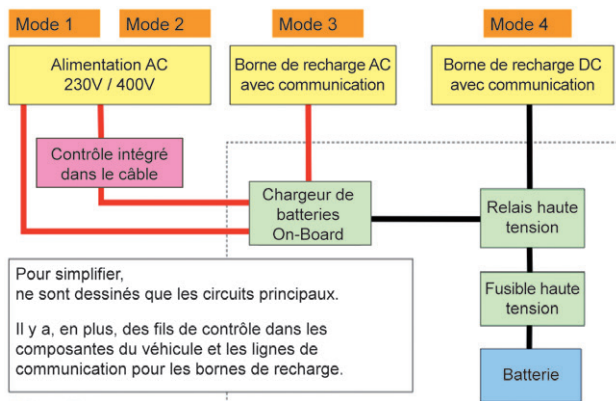 Mode 1
Mode 2
Mode 3
Mode 4
Alimentation AC
230V / 400V
Borne de recharge AC
avec communication
Borne de recharge DC
avec communication
Contrôle intégré
dans le câble
Chargeur de
batteries
On-Board
Relais haute
tension
Pour simplifier,
ne sont dessinés que les circuits principaux.
Il y a, en plus, des fils de contrôle dans les
composantes du véhicule et les lignes de
communication pour les bornes de recharge.
Fusible haute
tension
Batterie